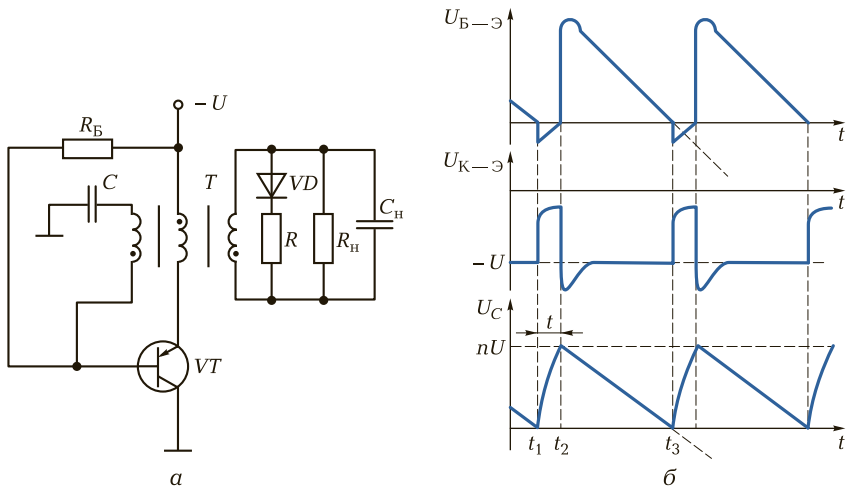 −U
R_Б
C
T
VD
R
R_н
C_н
VT
а
U_Б—Э
t
U_К—Э
t
−U
U_C
t
nU
t_1 t_2 t_3 t
б